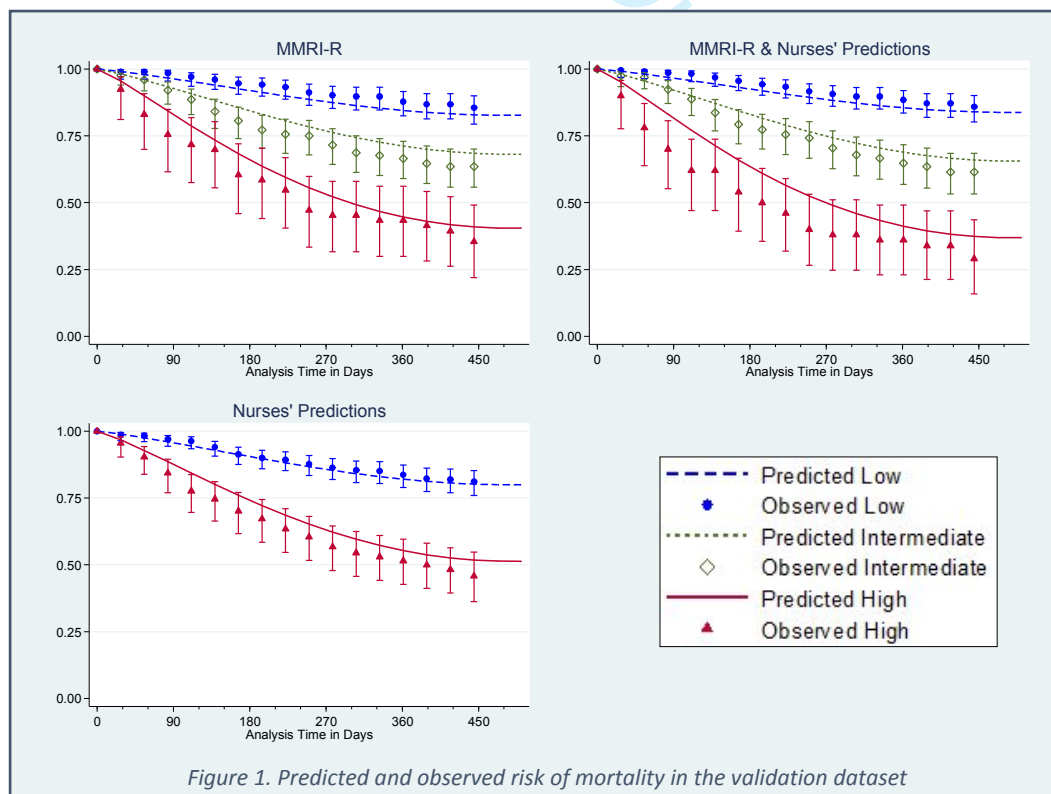 MMRI-R
1.00
0.75
0.50
0.25
0.00
0 90 180 270 360 450
Analysis Time in Days
MMRI-R & Nurses' Predictions
1.00
0.75
0.50
0.25
0.00
0 90 180 270 360 450
Analysis Time in Days
Nurses' Predictions
1.00
0.75
0.50
0.25
0.00
0 90 180 270 360 450
Analysis Time in Days
Predicted Low
Observed Low
Predicted Intermediate
Observed Intermediate
Predicted High
Observed High
Figure 1. Predicted and observed risk of mortality in the validation dataset